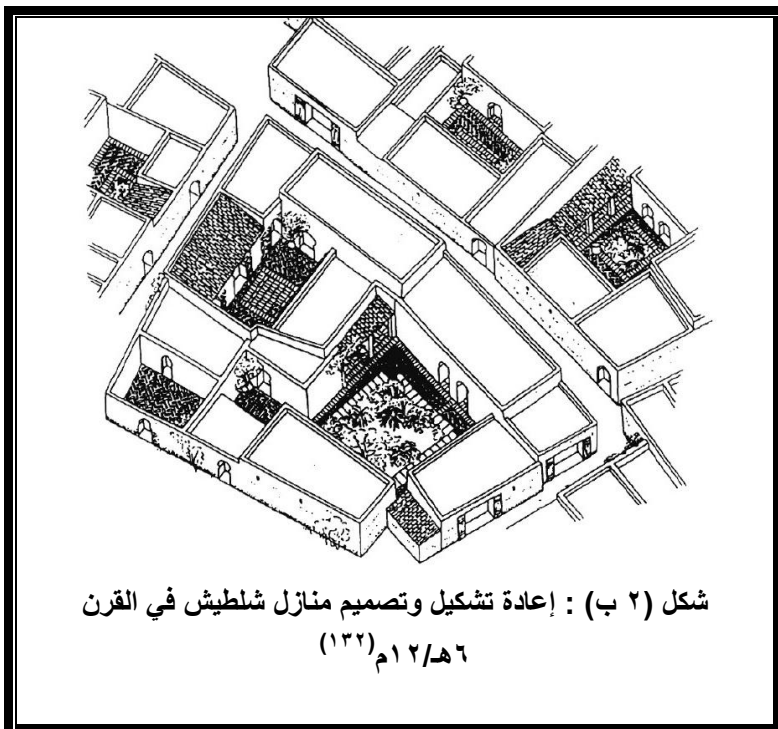 شكل (٢ ب) : إعادة تشكيل وتصميم منازل شلطيش في القرن
٦هـ/١٢م(١٣٢)